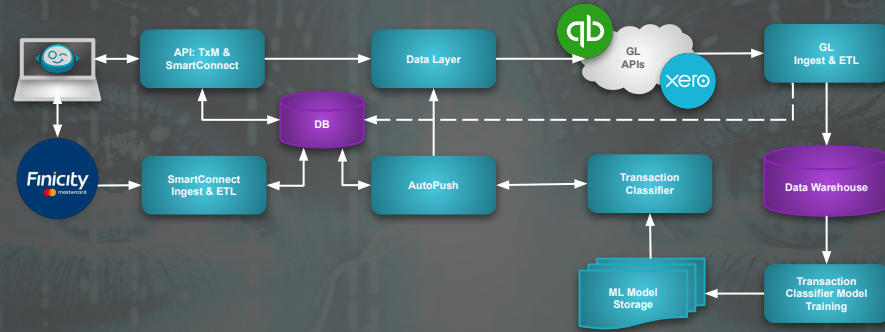 API: TxM &
SmartConnect
Data Layer
qb
GL
APIs
xero
GL
Ingest & ETL
DB
Finicity
mastercard
SmartConnect
Ingest & ETL
AutoPush
Transaction
Classifier
Data Warehouse
ML Model
Storage
Transaction
Classifier Model
Training